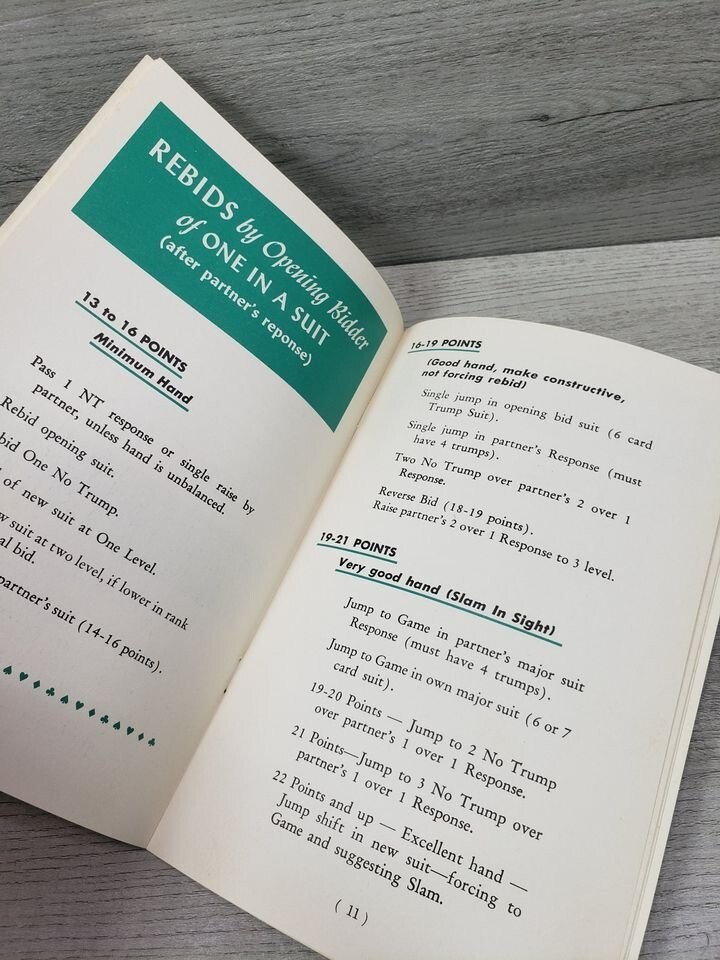 REBIDS by Opening Bidder
of ONE IN A SUIT
(after partner's reponse)
13 to 16 POINTS
Minimum Hand
Pass 1 NT response or single raise by
partner, unless hand is unbalanced.
Rebid opening suit.
bid One No Trump.
of new suit at One Level.
suit at two level, if lower in rank
bid.
partner's suit (14-16 points).
16-19 POINTS
(Good hand, make constructive,
not forcing rebid)
Single jump in opening bid suit (6 card
Trump Suit).
Single jump in partner's Response (must
have 4 trumps).
Two No Trump over partner's 2 over 1
Response.
Reverse Bid (18-19 points).
Raise partner's 2 over 1 Response to 3 level.
19-21 POINTS
Very good hand (Slam In Sight)
Jump to Game in partner's major suit
Response (must have 4 trumps).
Jump to Game in own major suit (6 or 7
card suit).
19-20 Points — Jump to 2 No Trump
over partner's 1 over 1 Response.
21 Points—Jump to 3 No Trump over
partner's 1 over 1 Response.
22 Points and up — Excellent hand —
Jump shift in new suit—forcing to
Game and suggesting Slam.
( 11 )